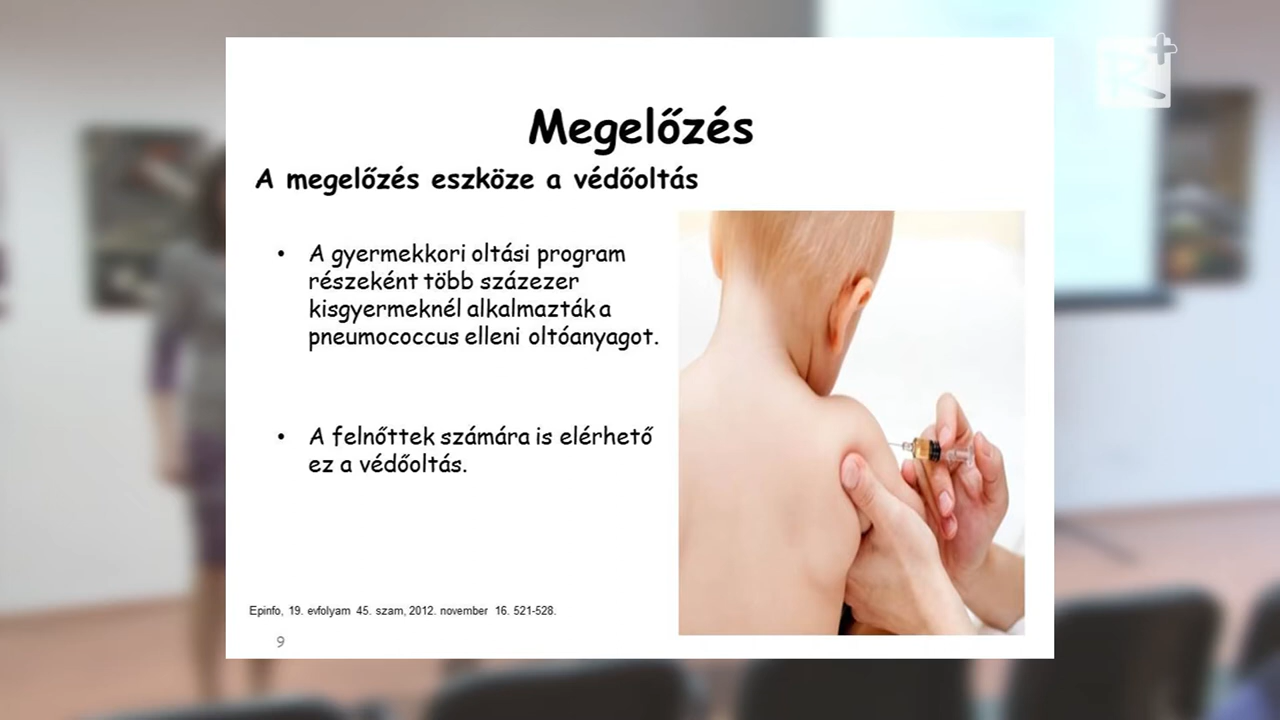 Megelőzés
A megelőzés eszköze a védőoltás
• A gyermekkori oltási program
részeként több százezer
kisgyermeknél alkalmazták a
pneumococcus elleni oltóanyagot.
• A felnőttek számára is elérhető
ez a védőoltás.
Epinfo, 19. evfolyam 45. szam, 2012. november 16. 521-528.
9
R+